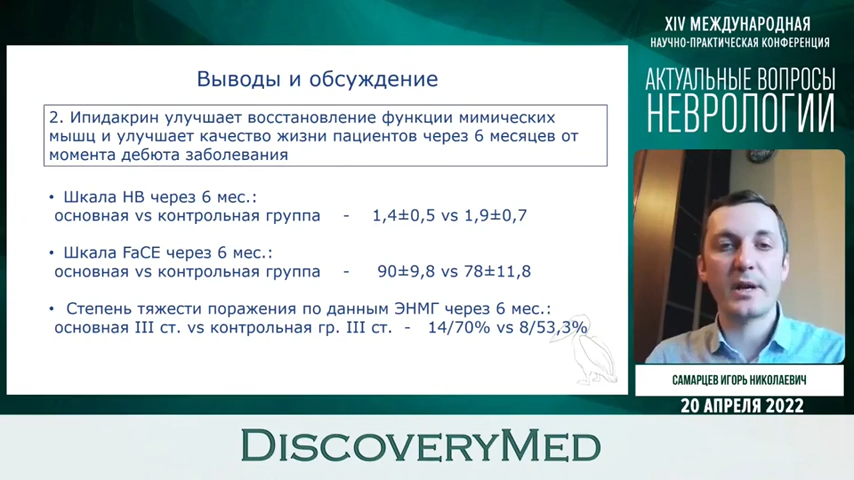 Выводы и обсуждение
2. Ипидакрин улучшает восстановление функции мимических
мышц и улучшает качество жизни пациентов через 6 месяцев от
момента дебюта заболевания
• Шкала НВ через 6 мес.:
основная vs контрольная группа - 1,4±0,5 vs 1,9±0,7
• Шкала FaCE через 6 мес.:
основная vs контрольная группа - 90±9,8 vs 78±11,8
• Степень тяжести поражения по данным ЭНМГ через 6 мес.:
основная III ст. vs контрольная гр. III ст. - 14/70% vs 8/53,3%
XIV МЕЖДУНАРОДНАЯ
НАУЧНО-ПРАКТИЧЕСКАЯ КОНФЕРЕНЦИЯ
АКТУАЛЬНЫЕ ВОПРОСЫ
НЕВРОЛОГИИ
САМАРЦЕВ ИГОРЬ НИКОЛАЕВИЧ
20 АПРЕЛЯ 2022
DISCOVERYMED